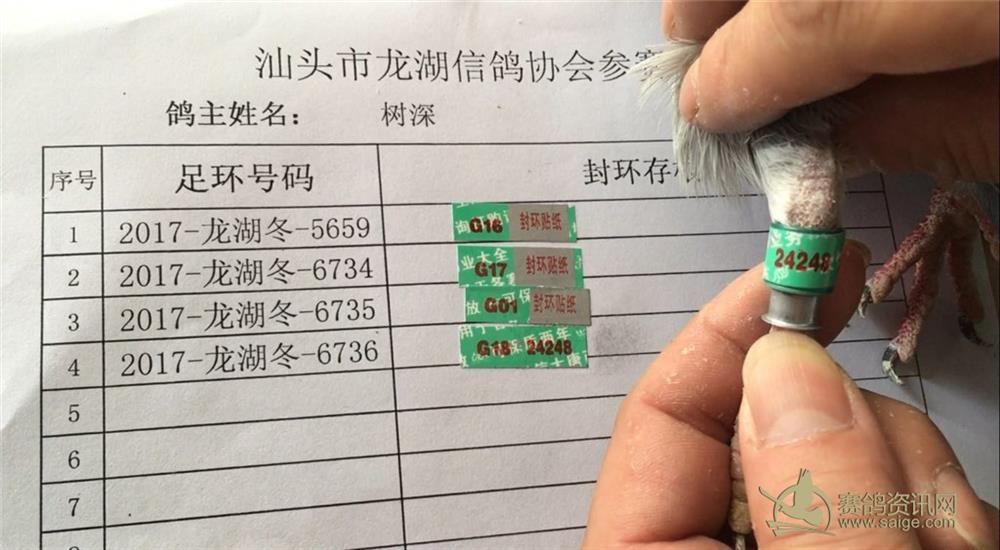 汕头市龙湖信鸽协会参赛
鸽主姓名: 树深
序号 足环号码 封环存
1 2017-龙湖冬-5659 G16 封环贴纸
2 2017-龙湖冬-6734 G17 封环贴纸
3 2017-龙湖冬-6735 G01 封环贴纸
4 2017-龙湖冬-6736 G18 24248
5
6
7
24248
赛鸽资讯网
www.saige.com